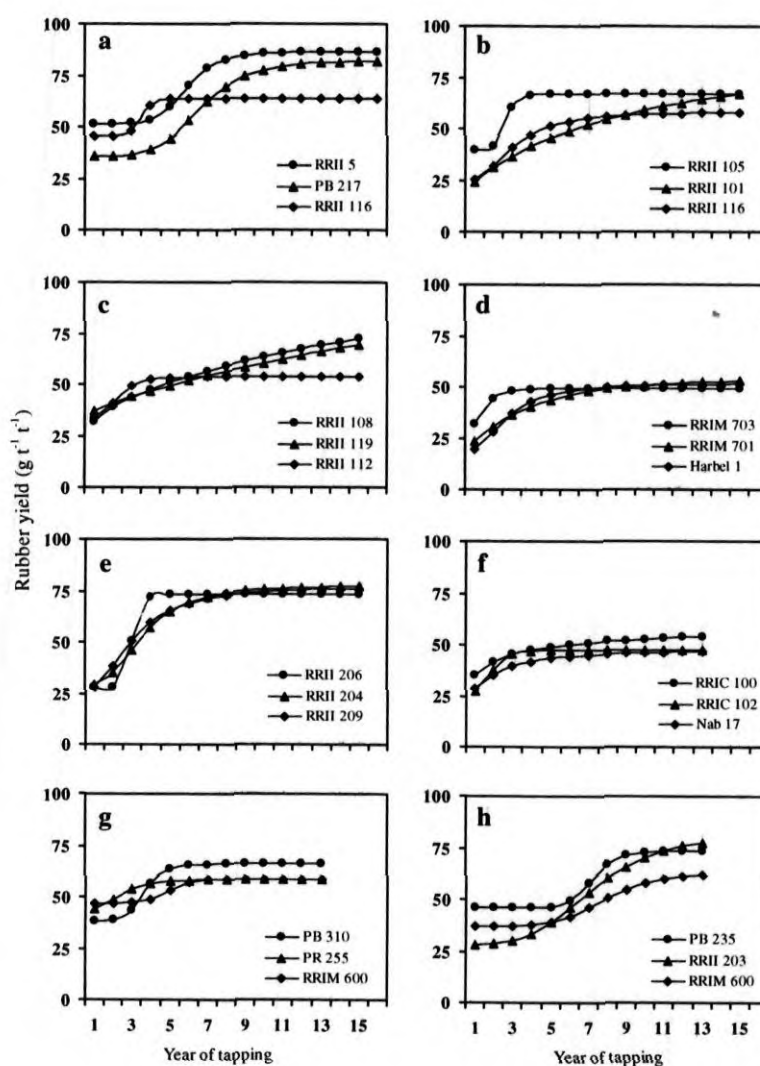 a
100
75
50
25
0
RRII 5
PB 217
RRII 116
b
100
75
50
25
0
RRII 105
RRII 101
RRII 116
c
100
75
50
25
0
RRII 108
RRII 119
RRII 112
d
100
75
50
25
0
RRIM 703
RRIM 701
Harbel 1
Rubber yield (g t⁻¹ t⁻¹)
e
100
75
50
25
0
RRII 206
RRII 204
RRII 209
f
100
75
50
25
0
RRIC 100
RRIC 102
Nab 17
g
100
75
50
25
0
PB 310
PR 255
RRIM 600
1 3 5 7 9 11 13 15
Year of tapping
h
100
75
50
25
0
PB 235
RRII 203
RRIM 600
1 3 5 7 9 11 13 15
Year of tapping